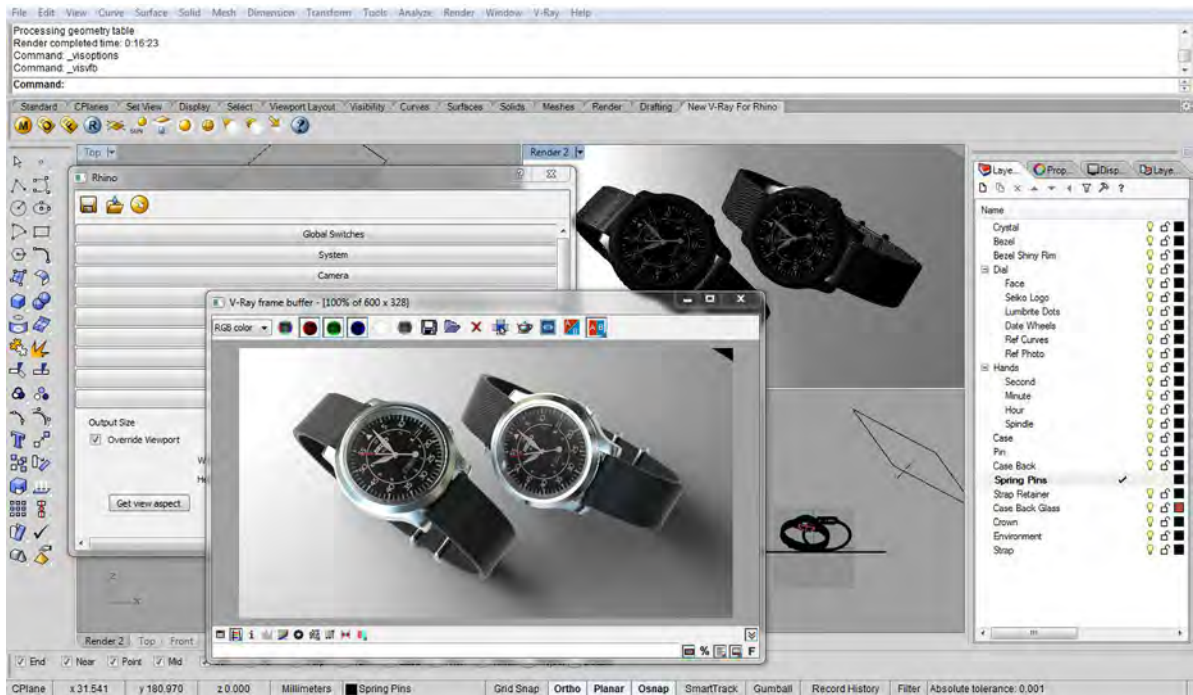 File Edit View Curve Surface Solid Mesh Dimension Transform Tools Analyze Render Window V-Ray Help
Processing geometry table
Render completed time: 0:16:23
Command: _visoptions
Command: _visvfb
Command:
Standard CPlanes Set View Display Select Viewport Layout Visibility Curves Surfaces Solids Meshes Render Drafting New V-Ray For Rhino
Top
Render 2
Rhino
Global Switches
System
Camera
V-Ray frame buffer - [100% of 600 x 328]
RGB color
Output Size
Override Viewport
Get view aspect
Laye... Prop... Disp... Laye...
Name
Crystal
Bezel
Bezel Shiny Rim
Dial
Face
Seiko Logo
Lumibrite Dots
Date Wheels
Ref Curves
Ref Photo
Hands
Second
Minute
Hour
Spindle
Case
Pin
Case Back
Spring Pins
Strap Retainer
Case Back Glass
Crown
Environment
Strap
z
x
% F
Render 2 Top Front
End Near Point Mid
CPlane x 31.541 y 180.970 z 0.000 Millimeters Spring Pins Grid Snap Ortho Planar Osnap SmartTrack Gumball Record History Filter Absolute tolerance: 0.001